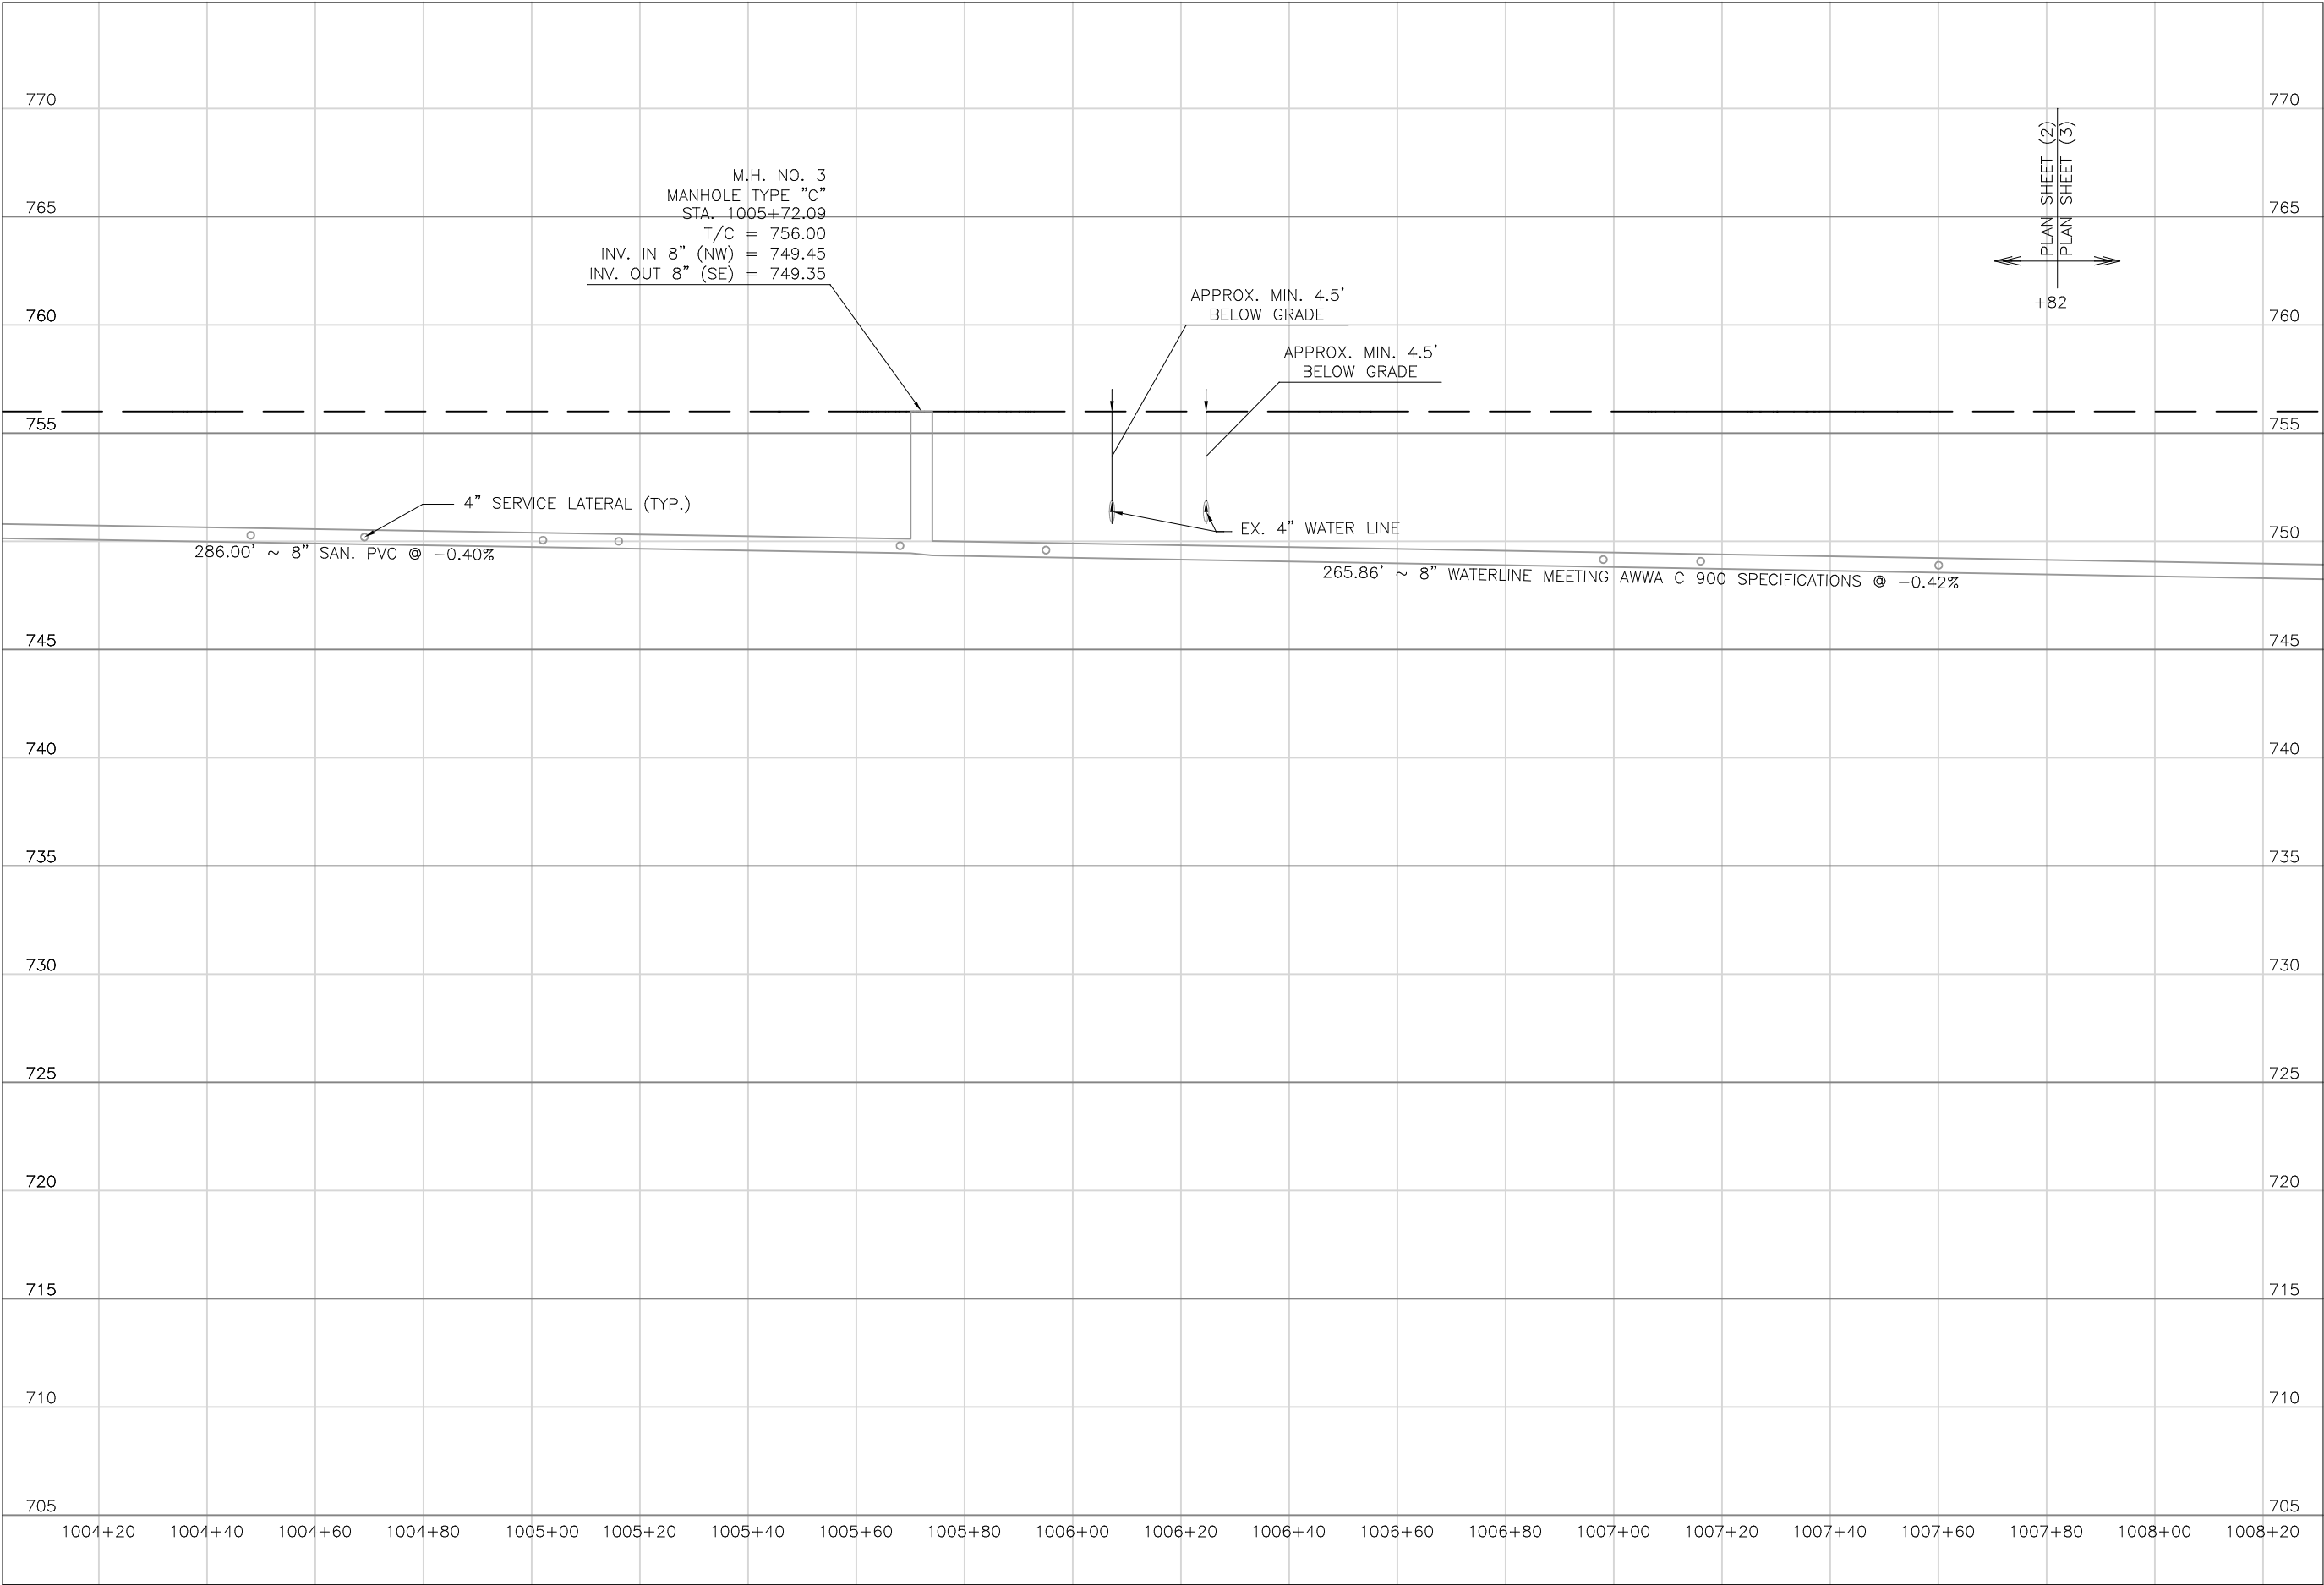 770
770
PLAN SHEET (2)
PLAN SHEET (3)
+82
M.H. NO. 3
MANHOLE TYPE "C"
STA. 1005+72.09
T/C = 756.00
INV. IN 8" (NW) = 749.45
INV. OUT 8" (SE) = 749.35
765
765
APPROX. MIN. 4.5'
BELOW GRADE
760
760
APPROX. MIN. 4.5'
BELOW GRADE
755
755
4" SERVICE LATERAL (TYP.)
EX. 4" WATER LINE
750
286.00' ~ 8" SAN. PVC @ -0.40%
265.86' ~ 8" WATERLINE MEETING AWWA C 900 SPECIFICATIONS @ -0.42%
745
745
740
740
735
735
730
730
725
725
720
720
715
715
710
710
705
705
1004+20 1004+40 1004+60 1004+80 1005+00 1005+20 1005+40 1005+60 1005+80 1006+00 1006+20 1006+40 1006+60 1006+80 1007+00 1007+20 1007+40 1007+60 1007+80 1008+00 1008+20